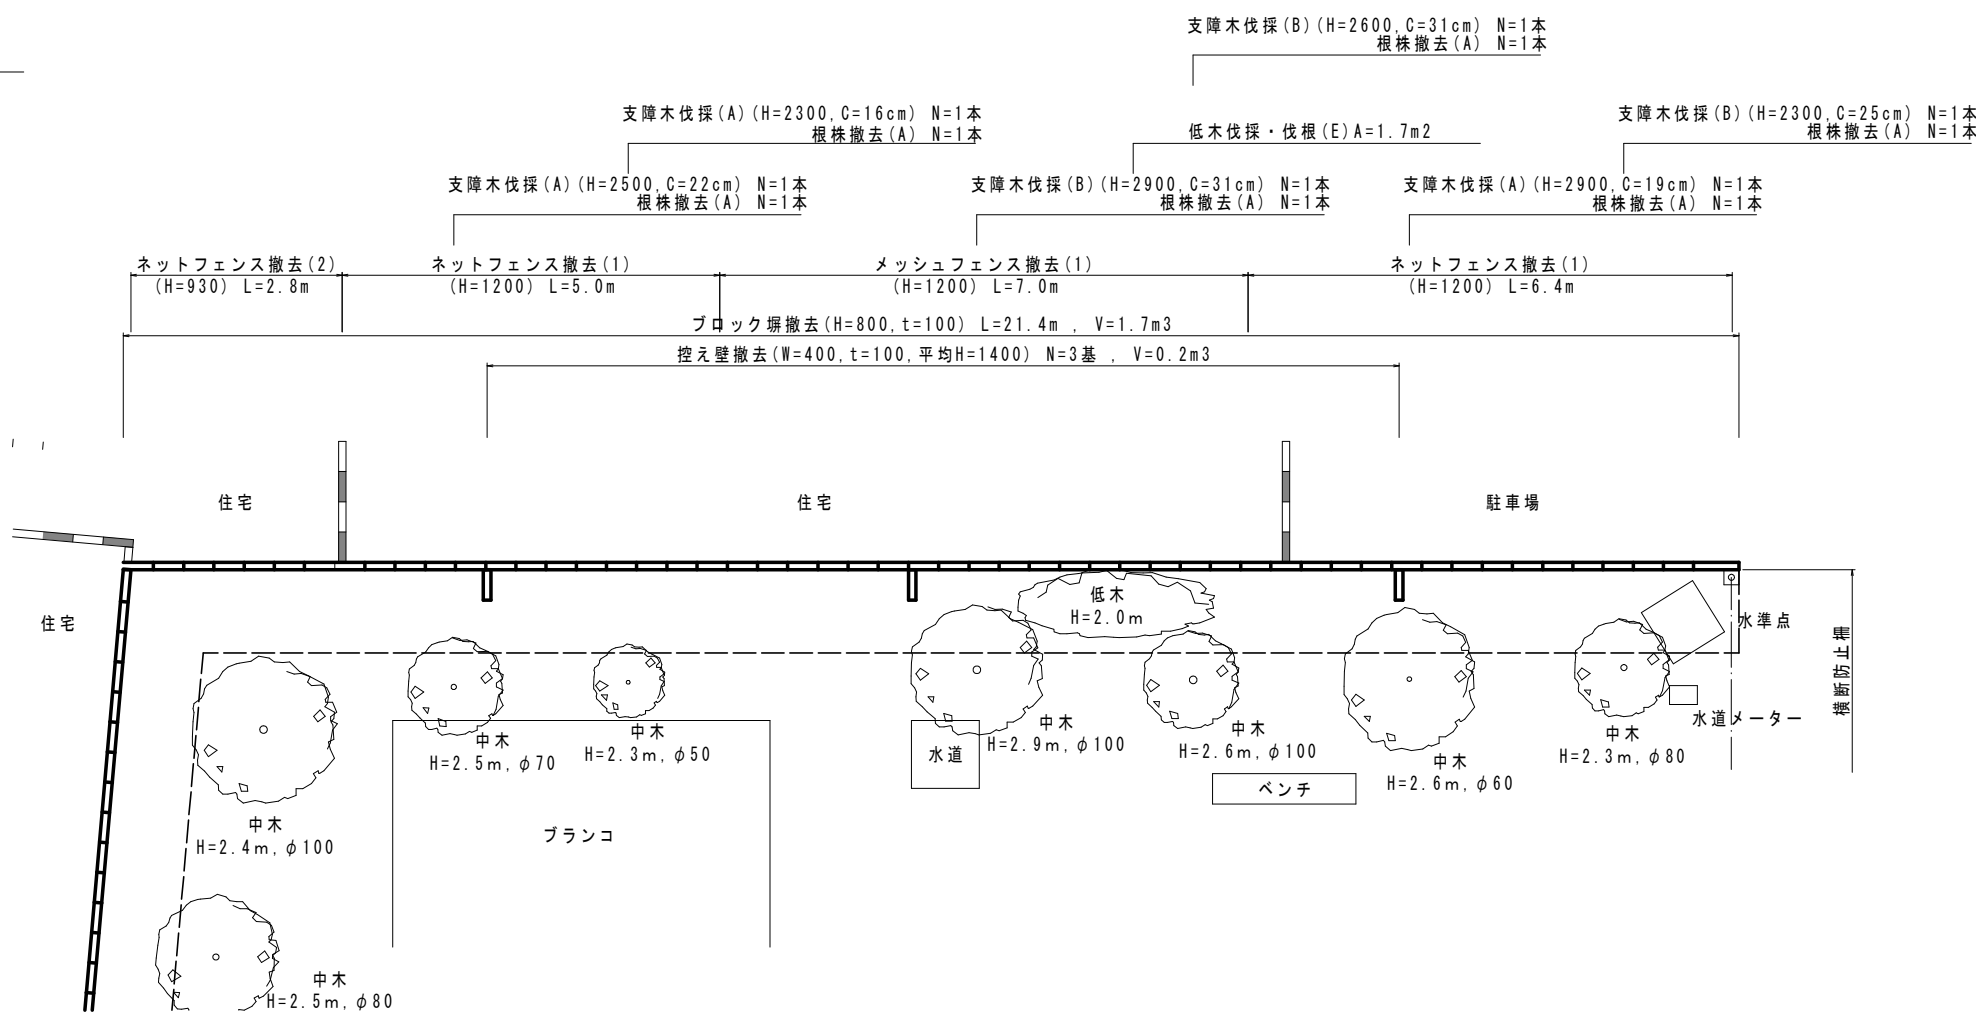 支障木伐採(B)(H=2600,C=31cm) N=1本
根株撤去(A) N=1本
支障木伐採(A)(H=2300,C=16cm) N=1本
根株撤去(A) N=1本
低木伐採・伐根(E)A=1.7m2
支障木伐採(B)(H=2300,C=25cm) N=1本
根株撤去(A) N=1本
支障木伐採(A)(H=2500,C=22cm) N=1本
根株撤去(A) N=1本
支障木伐採(B)(H=2900,C=31cm) N=1本
根株撤去(A) N=1本
支障木伐採(A)(H=2900,C=19cm) N=1本
根株撤去(A) N=1本
ネットフェンス撤去(2)
(H=930) L=2.8m
ネットフェンス撤去(1)
(H=1200) L=5.0m
メッシュフェンス撤去(1)
(H=1200) L=7.0m
ネットフェンス撤去(1)
(H=1200) L=6.4m
ブロック塀撤去(H=800,t=100) L=21.4m , V=1.7m3
控え壁撤去(W=400,t=100,平均H=1400) N=3基 , V=0.2m3
住宅
住宅
駐車場
住宅
低木
H=2.0m
水準点
横断防止柵
水道メーター
中木
H=2.5m,φ70
中木
H=2.3m,φ50
中木
H=2.9m,φ100
中木
H=2.6m,φ100
中木
H=2.6m,φ60
中木
H=2.3m,φ80
水道
ベンチ
中木
H=2.4m,φ100
ブランコ
中木
H=2.5m,φ80